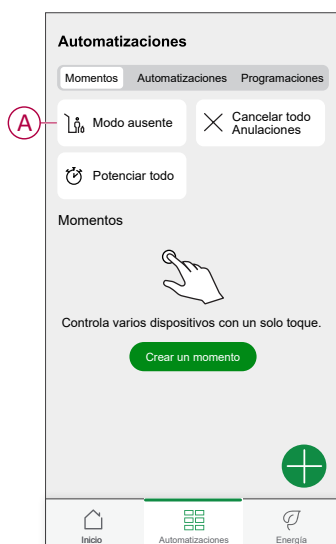 Automatizaciones
Momentos Automatizaciones Programaciones
A
Modo ausente
Cancelar todo
Anulaciones
Potenciar todo
Momentos
Controla varios dispositivos con un solo toque.
Crear un momento
Inicio Automatizaciones Energía